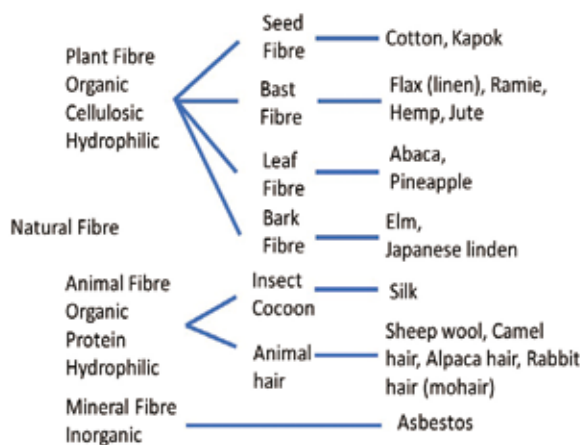 Plant Fibre
Organic
Cellulosic
Hydrophilic
Seed
Fibre
Cotton, Kapok
Bast
Fibre
Flax (linen), Ramie,
Hemp, Jute
Leaf
Fibre
Abaca,
Pineapple
Bark
Fibre
Elm,
Japanese linden
Natural Fibre
Animal Fibre
Organic
Protein
Hydrophilic
Insect
Cocoon
Silk
Animal
hair
Sheep wool, Camel
hair, Alpaca hair, Rabbit
hair (mohair)
Mineral Fibre
Inorganic
Asbestos